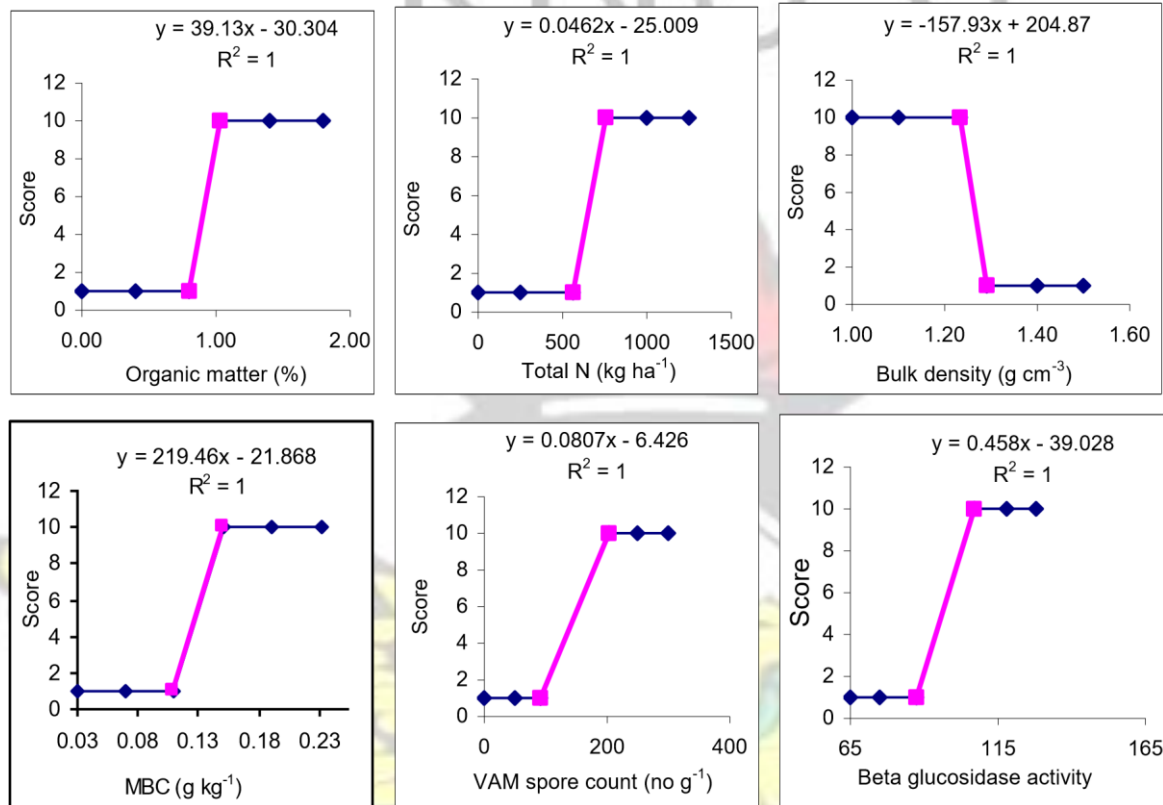 y = 39.13x - 30.304
R² = 1
12
10
8
6
4
2
0
Score
0.00 1.00 2.00
Organic matter (%)
y = 0.0462x - 25.009
R² = 1
12
10
8
6
4
2
0
Score
0 500 1000 1500
Total N (kg ha⁻¹)
y = -157.93x + 204.87
R² = 1
12
10
8
6
4
2
0
Score
1.00 1.20 1.40 1.60
Bulk density (g cm⁻³)
y = 219.46x - 21.868
R² = 1
12
10
8
6
4
2
0
Score
0.03 0.08 0.13 0.18 0.23
MBC (g kg⁻¹)
y = 0.0807x - 6.426
R² = 1
12
10
8
6
4
2
0
Score
0 200 400
VAM spore count (no g⁻¹)
y = 0.458x - 39.028
R² = 1
12
10
8
6
4
2
0
Score
65 115 165
Beta glucosidase activity